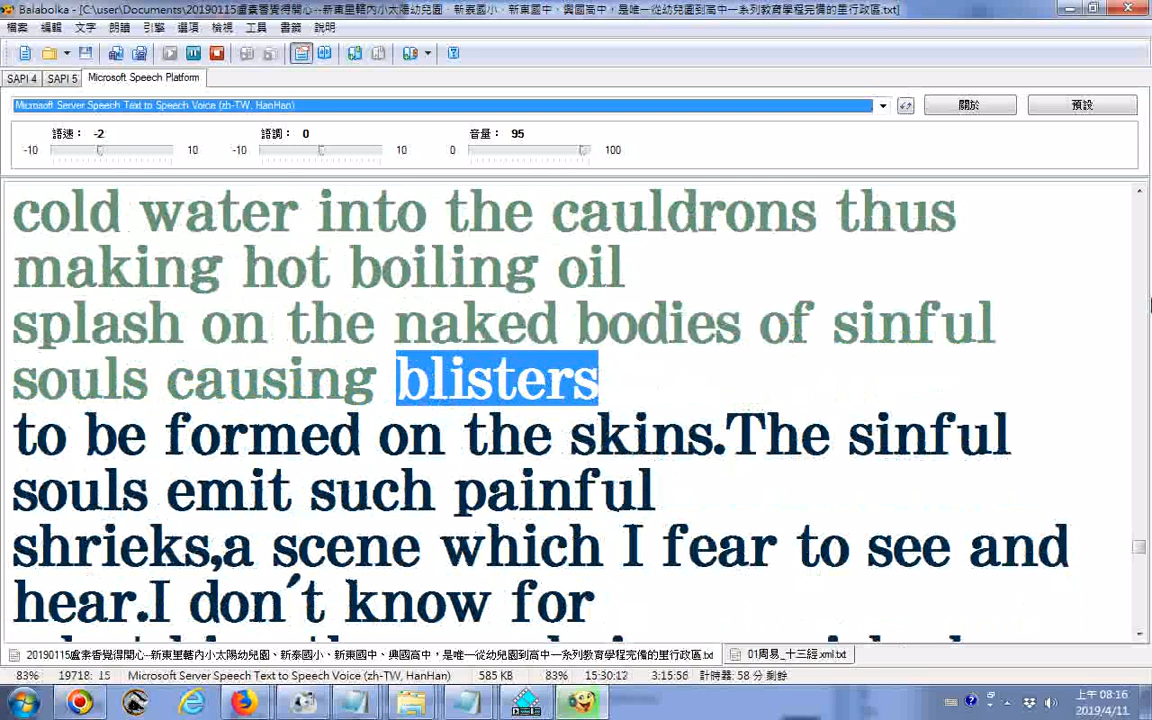 Balabolka - [C:\user\Documents\20190115盧素香覺得開心--新東里轄內小太陽幼兒園、新泰國小、新東國中、興國高中，是唯一從幼兒園到高中一系列教育學程完備的里行政區.txt]
檔案 編輯 文字 朗讀 引擎 選項 檢視 工具 書籤 說明
SAPI 4 SAPI 5 Microsoft Speech Platform
Microsoft Server Speech Text to Speech Voice (zh-TW, HanHan) 關於 預設
語速： -2 語調： 0 音量： 95
-10 10 -10 10 0 100
cold water into the cauldrons thus
making hot boiling oil
splash on the naked bodies of sinful
souls causing blisters
to be formed on the skins.The sinful
souls emit such painful
shrieks,a scene which I fear to see and
hear.I don´t know for
20190115盧素香覺得開心--新東里轄內小太陽幼兒園、新泰國小、新東國中、興國高中，是唯一從幼兒園到高中一系列教育學程完備的里行政區.txt 01周易_十三經.xml.txt
83% 19718: 15 Microsoft Server Speech Text to Speech Voice (zh-TW, HanHan) 585 KB 83% 15:30:12 3:15:56 計時器: 58 分 剩餘
上午 08:16
2019/4/11